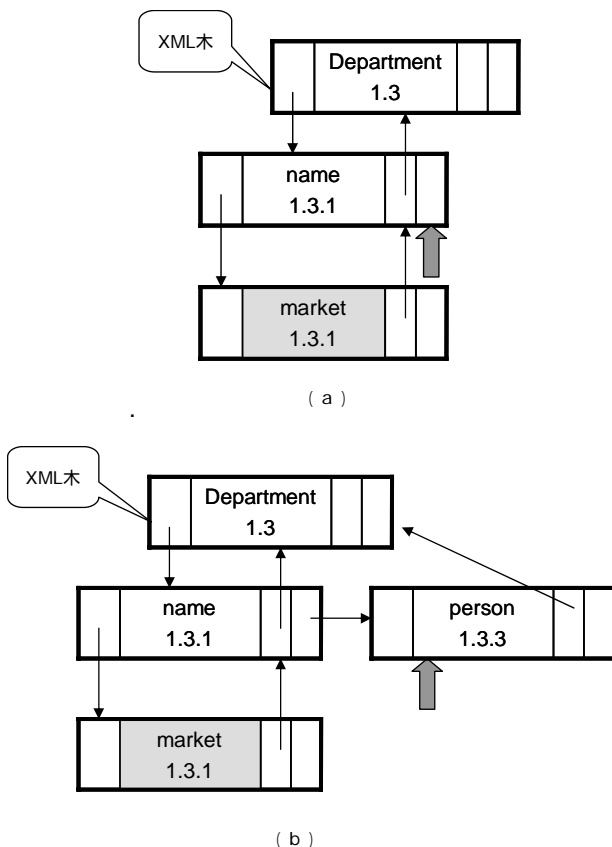 XML木
Department
1.3
name
1.3.1
market
1.3.1
( a )
.
XML木
Department
1.3
name
1.3.1
person
1.3.3
market
1.3.1
( b )